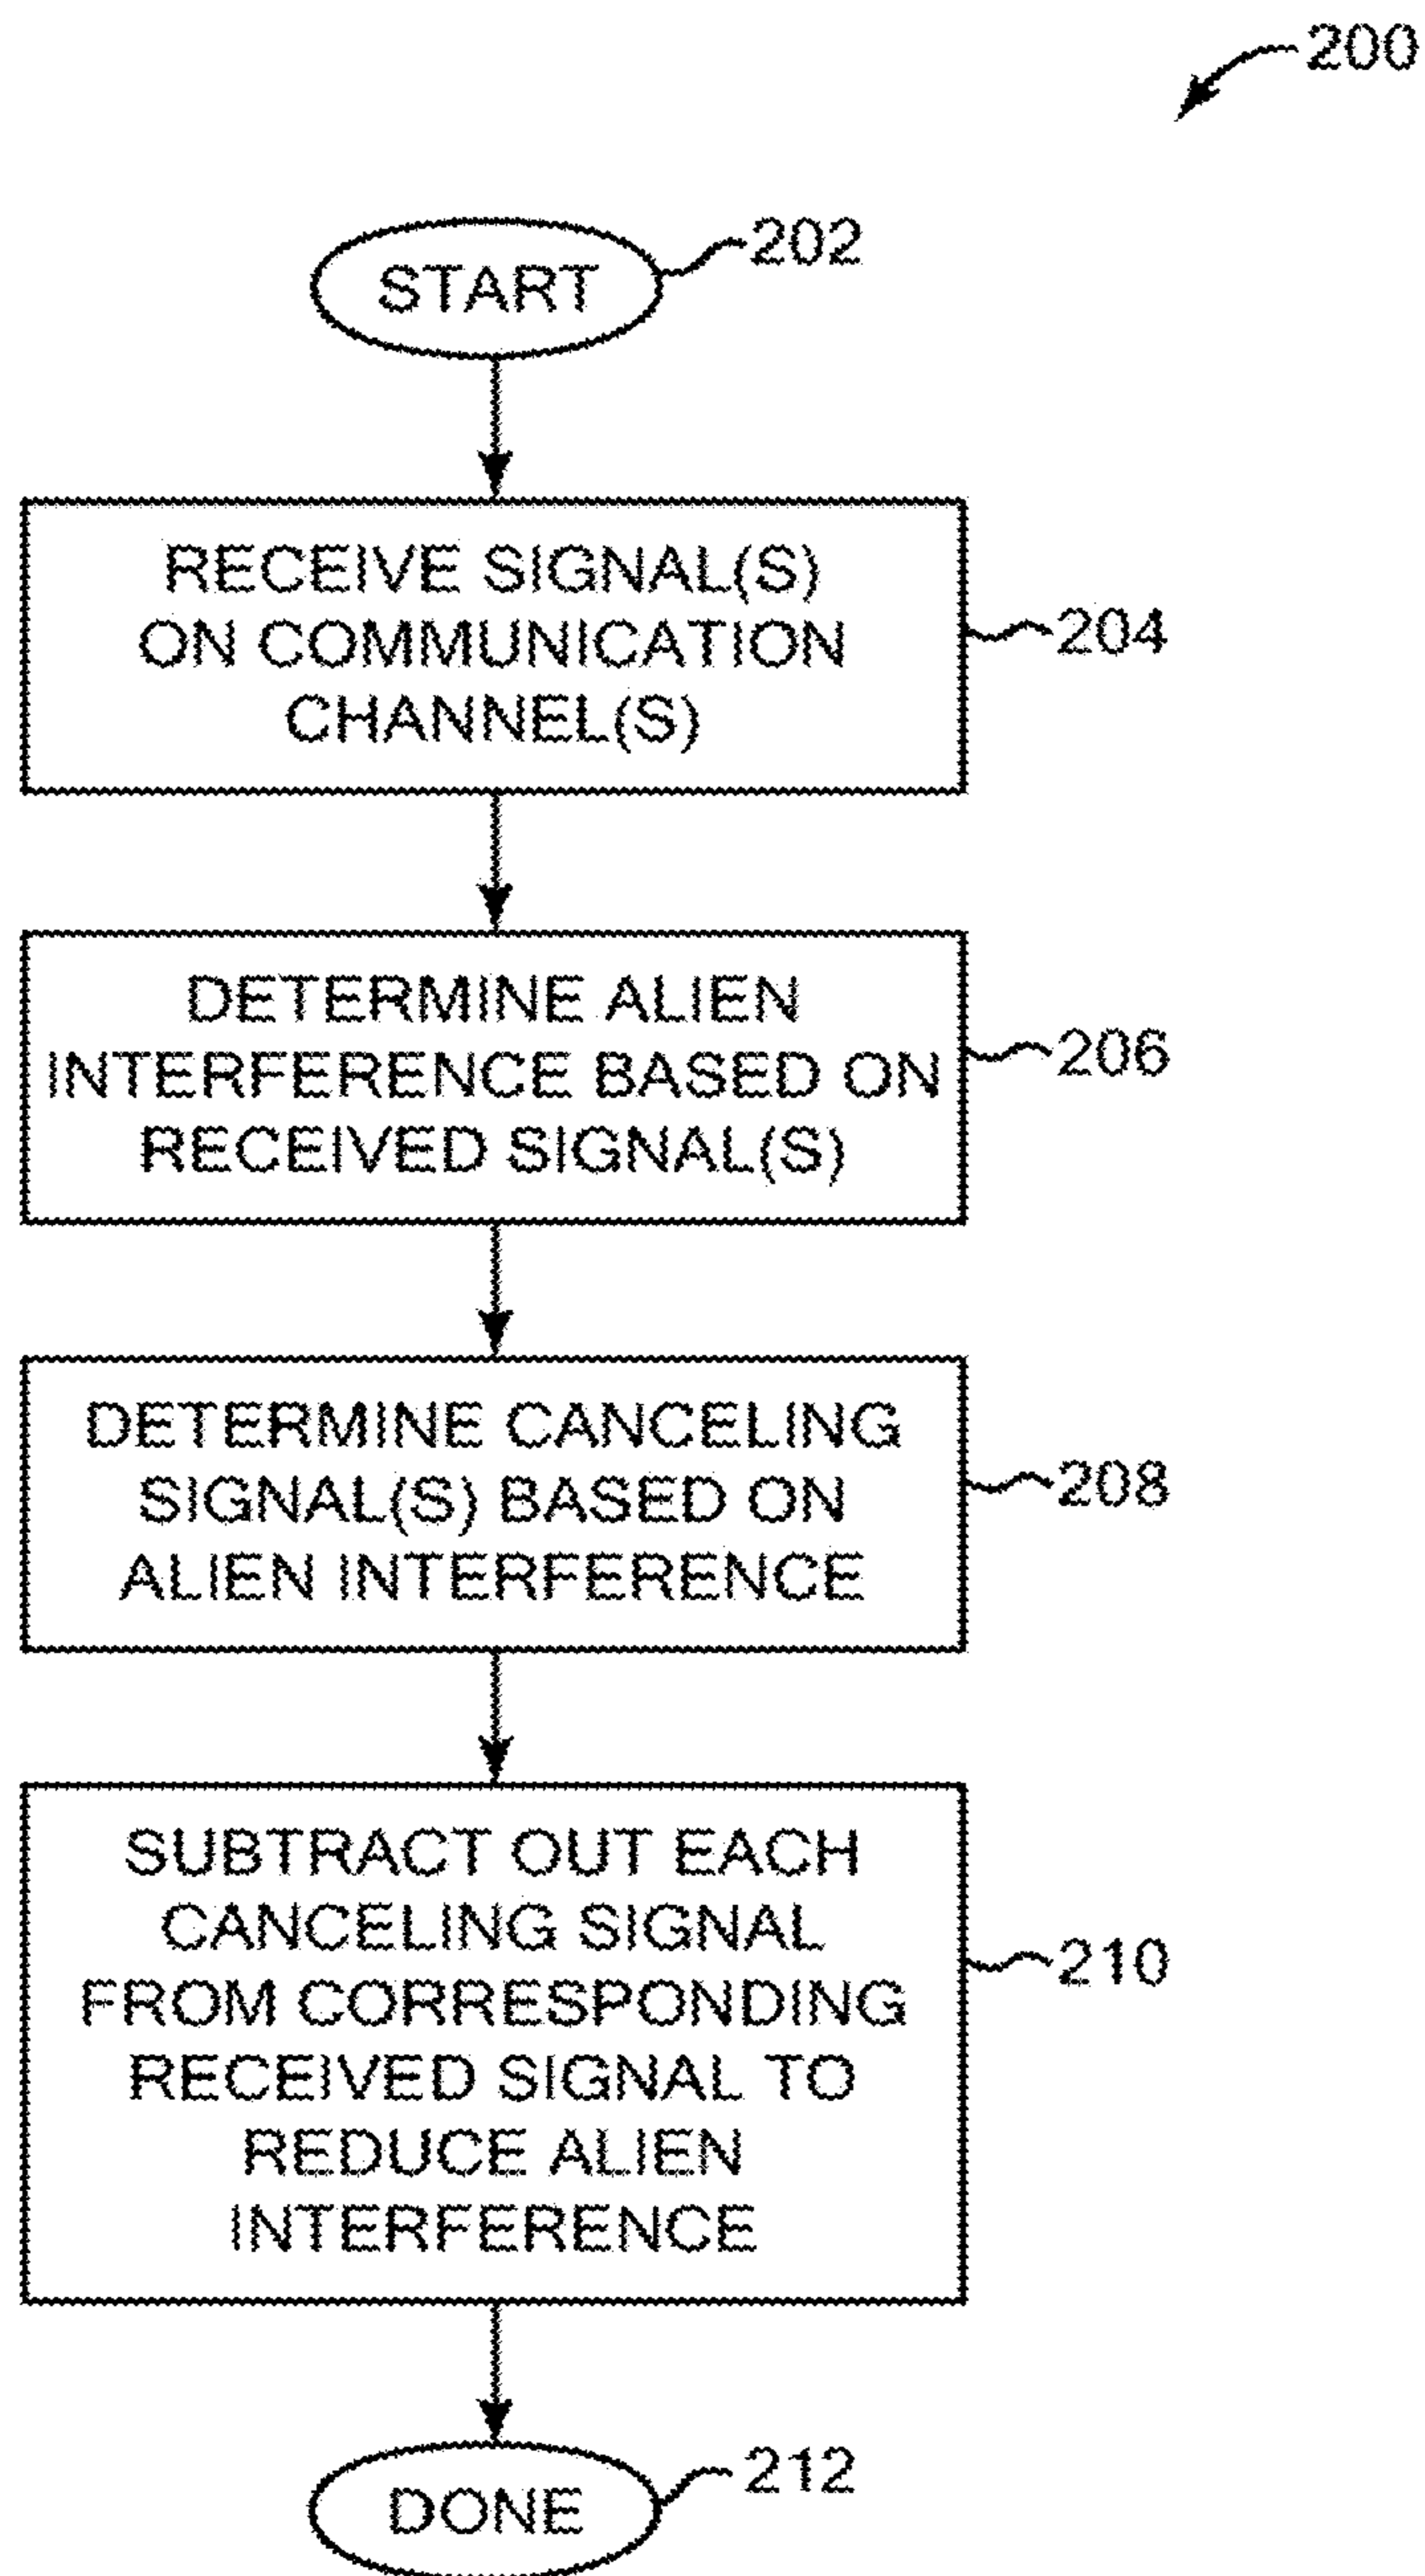 200
START
202
RECEIVE SIGNAL(S)
ON COMMUNICATION
CHANNEL(S)
204
DETERMINE ALIEN
INTERFERENCE BASED ON
RECEIVED SIGNAL(S)
206
DETERMINE CANCELING
SIGNAL(S) BASED ON
ALIEN INTERFERENCE
208
SUBTRACT OUT EACH
CANCELING SIGNAL
FROM CORRESPONDING
RECEIVED SIGNAL TO
REDUCE ALIEN
INTERFERENCE
210
DONE
212